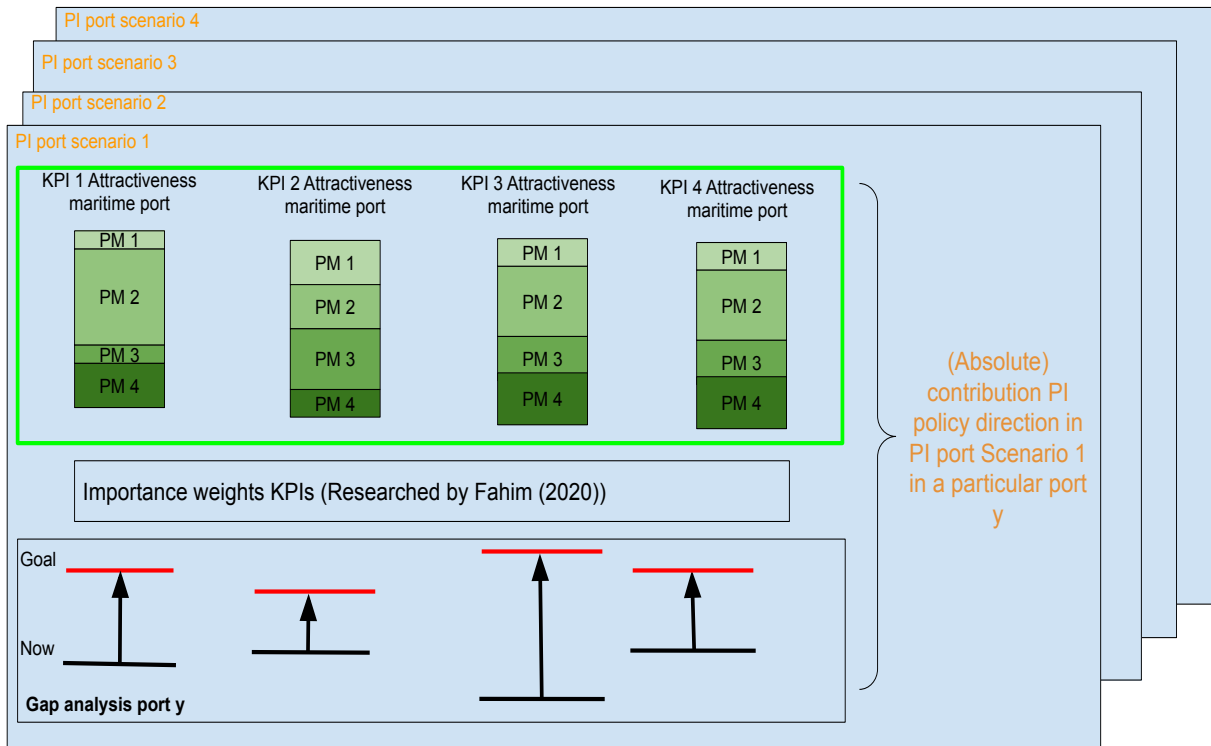 PI port scenario 4
PI port scenario 3
PI port scenario 2
PI port scenario 1
KPI 1 Attractiveness
maritime port
KPI 2 Attractiveness
maritime port
KPI 3 Attractiveness
maritime port
KPI 4 Attractiveness
maritime port
PM 1
PM 2
PM 3
PM 4
PM 1
PM 2
PM 3
PM 4
PM 1
PM 2
PM 3
PM 4
PM 1
PM 2
PM 3
PM 4
(Absolute)
contribution PI
policy direction in
PI port Scenario 1
in a particular port
y
Importance weights KPIs (Researched by Fahim (2020))
Goal
Now
Gap analysis port y